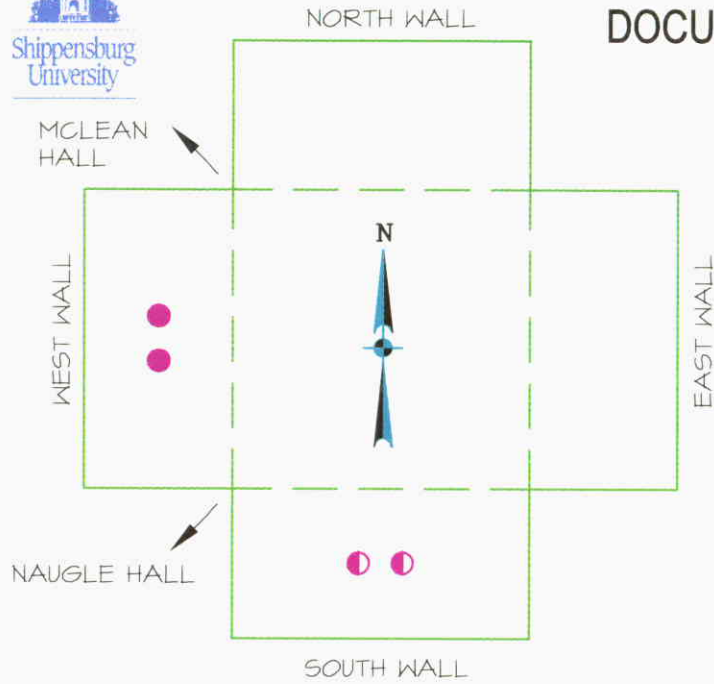 Shippensburg
University
NORTH WALL
DOCU
MCLEAN
HALL
N
WEST WALL
EAST WALL
NAUGLE HALL
SOUTH WALL